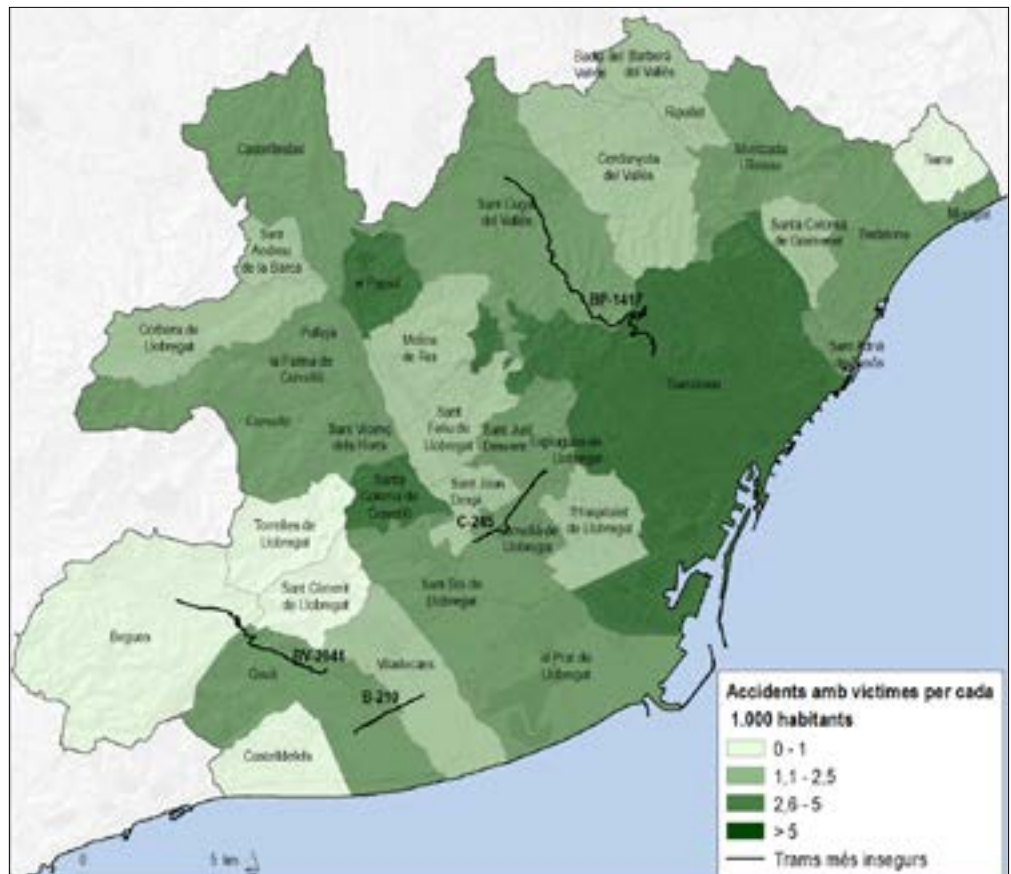 Badia del
Vallès
Barberà
del Vallès
Ripollet
Castellbisbal
Cerdanyola
del Vallès
Montcada
i Reixac
Tiana
Sant Cugat
del Vallès
Santa Coloma
de Gramenet
Badalona
Montgat
Sant
Andreu
de la Barca
el Papiol
BP-1417
Corbera de
Llobregat
Pallejà
Molins
de Rei
la Palma de
Cervelló
Sant Adrià
de Besòs
Barcelona
Cervelló
Sant Vicenç
dels Horts
Sant
Feliu de
Llobregat
Sant Just
Desvern
Esplugues de
Llobregat
Santa
Coloma de
Cervelló
Sant Joan
Despí
C-245
Cornellà de
Llobregat
l'Hospitalet
de Llobregat
Torrelles de
Llobregat
Sant Climent
de Llobregat
Sant Boi de
Llobregat
Begues
BV-2041
Gavà
Viladecans
el Prat de
Llobregat
B-210
Castelldefels
Accidents amb víctimes per cada
1.000 habitants
0 - 1
1,1 - 2,5
2,6 - 5
> 5
Trams més insegurs
0 5 km